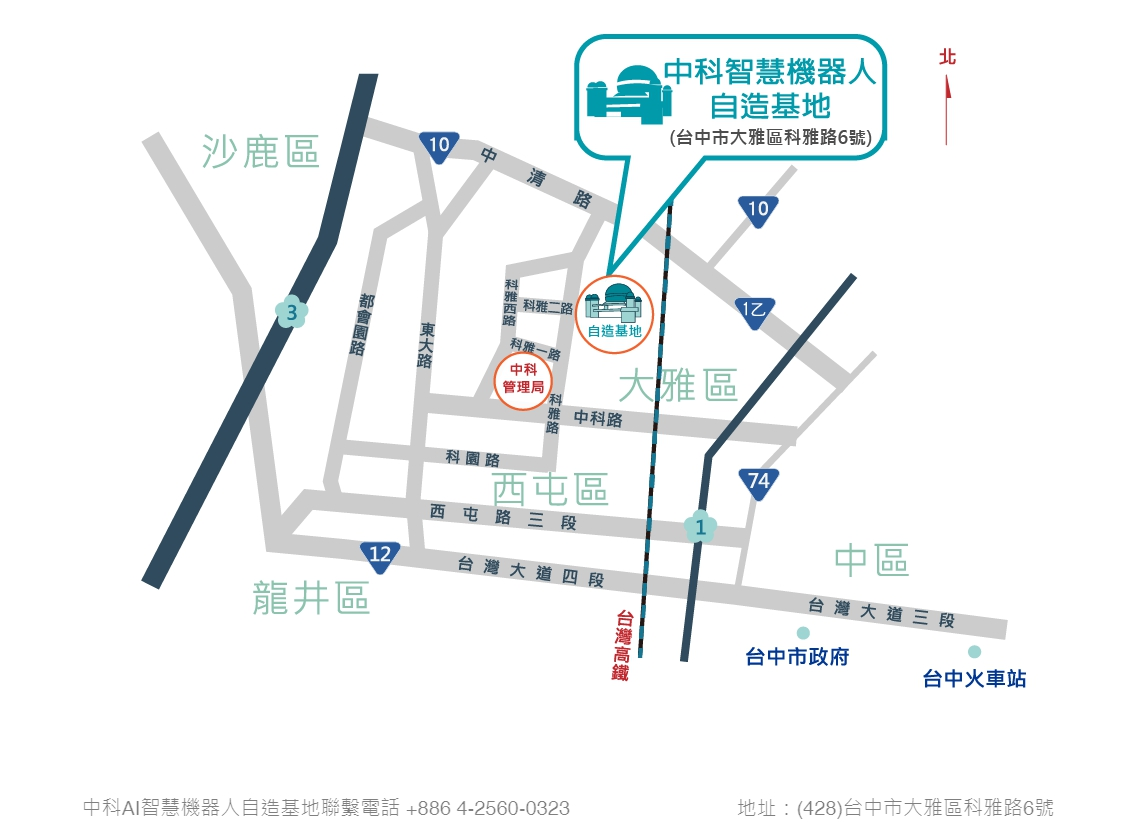 北
中科智慧機器人
自造基地
(台中市大雅區科雅路6號)
沙鹿區
10
中清路
10
3
都會園路
東大路
科雅西路
科雅二路
自造基地
1乙
科雅一路
中科
管理局
大雅區
科雅路
中科路
科園路
西屯區
74
西屯路三段
1
12
台灣大道四段
中區
龍井區
台灣大道三段
台灣高鐵
台中市政府
台中火車站
中科AI智慧機器人自造基地聯繫電話 +886 4-2560-0323
地址：(428)台中市大雅區科雅路6號